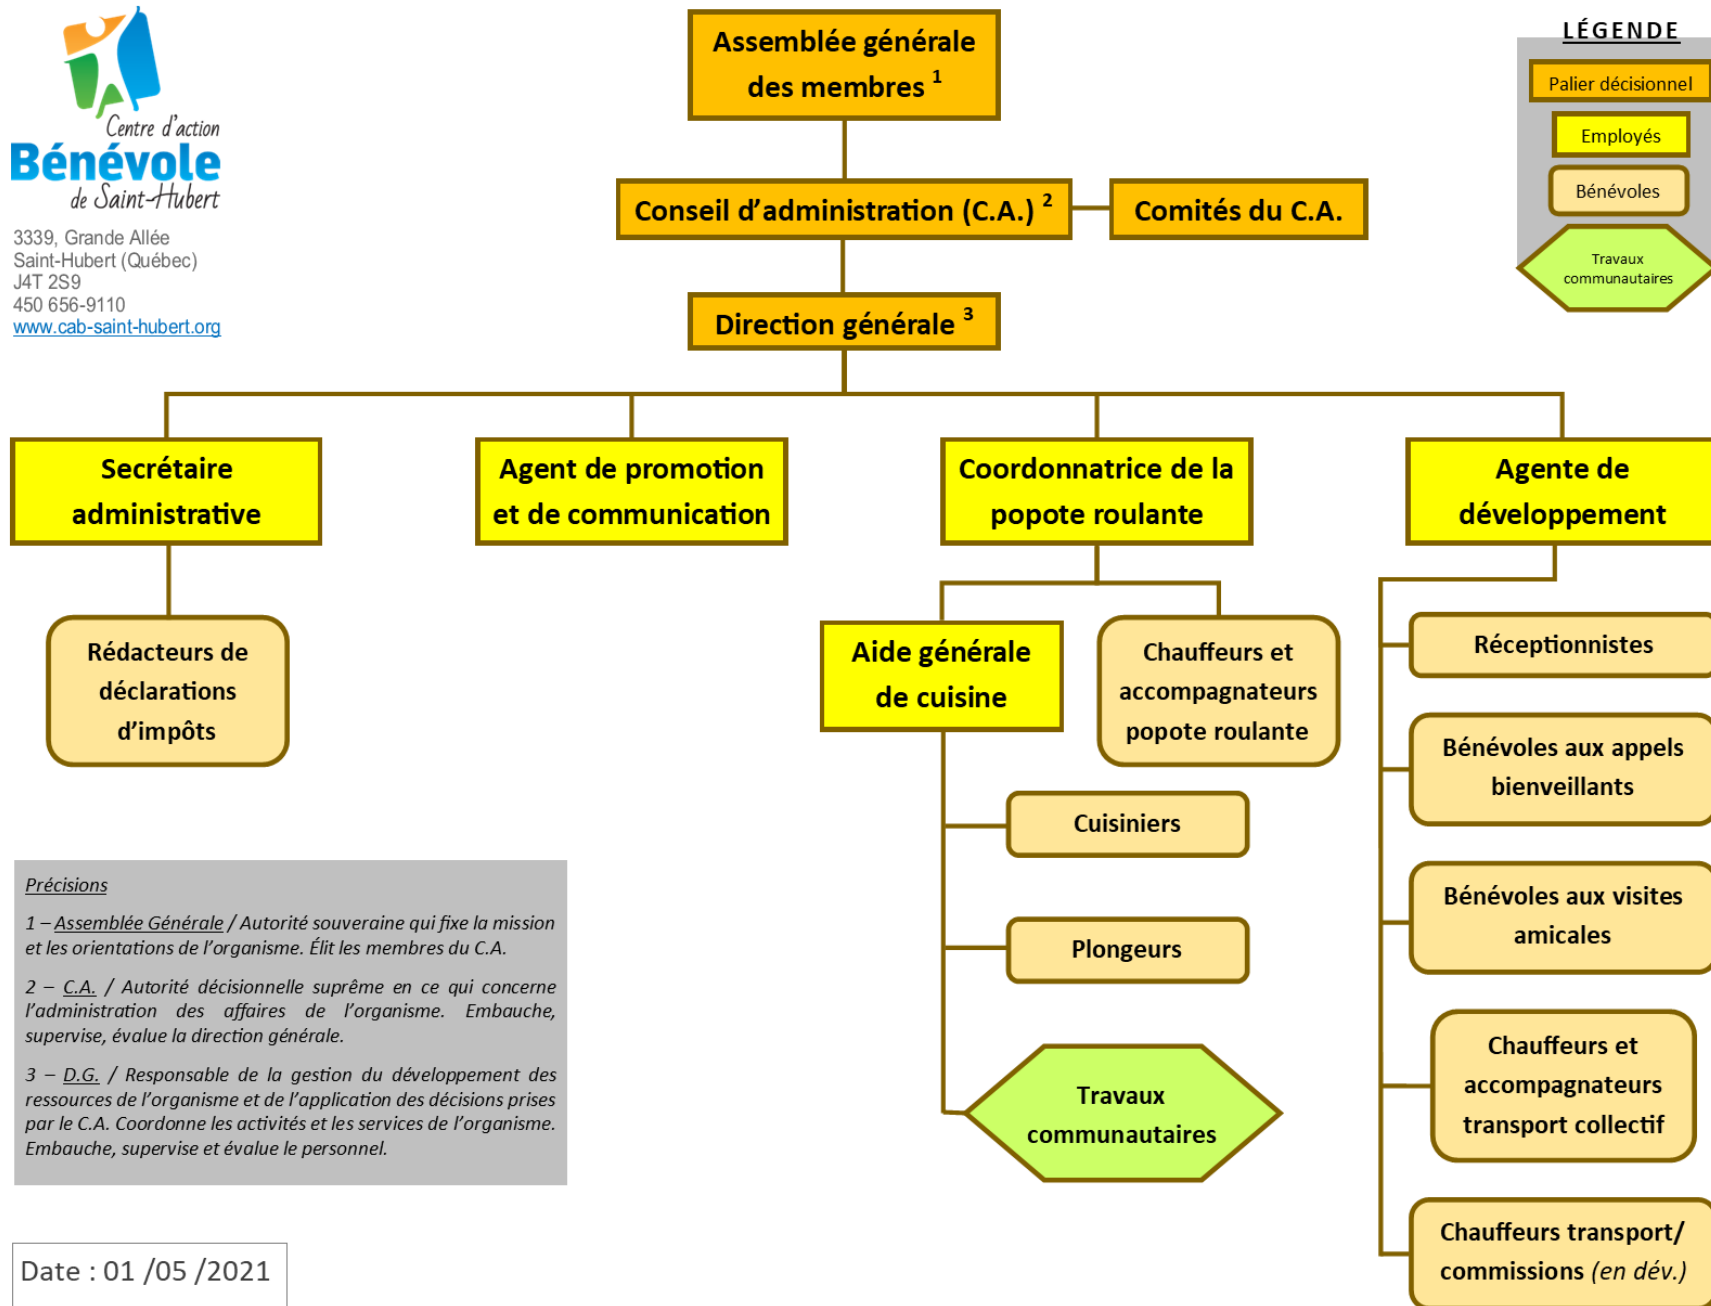 Centre d'action
Bénévole
de Saint-Hubert
3339, Grande Allée
Saint-Hubert (Québec)
J4T 2S9
450 656-9110
www.cab-saint-hubert.org
LÉGENDE
Palier décisionnel
Employés
Bénévoles
Travaux
communautaires
Assemblée générale
des membres 1
Conseil d'administration (C.A.) 2
Comités du C.A.
Direction générale 3
Secrétaire
administrative
Agent de promotion
et de communication
Coordonnatrice de la
popote roulante
Agente de
développement
Rédacteurs de
déclarations
d'impôts
Aide générale
de cuisine
Chauffeurs et
accompagnateurs
popote roulante
Cuisiniers
Plongeurs
Travaux
communautaires
Réceptionnistes
Bénévoles aux appels
bienveillants
Bénévoles aux visites
amicales
Chauffeurs et
accompagnateurs
transport collectif
Chauffeurs transport/
commissions (en dév.)
Précisions
1 – Assemblée Générale / Autorité souveraine qui fixe la mission
et les orientations de l'organisme. Élit les membres du C.A.
2 – C.A. / Autorité décisionnelle suprême en ce qui concerne
l'administration des affaires de l'organisme. Embauche,
supervise, évalue la direction générale.
3 – D.G. / Responsable de la gestion du développement des
ressources de l'organisme et de l'application des décisions prises
par le C.A. Coordonne les activités et les services de l'organisme.
Embauche, supervise et évalue le personnel.
Date : 01 /05 /2021